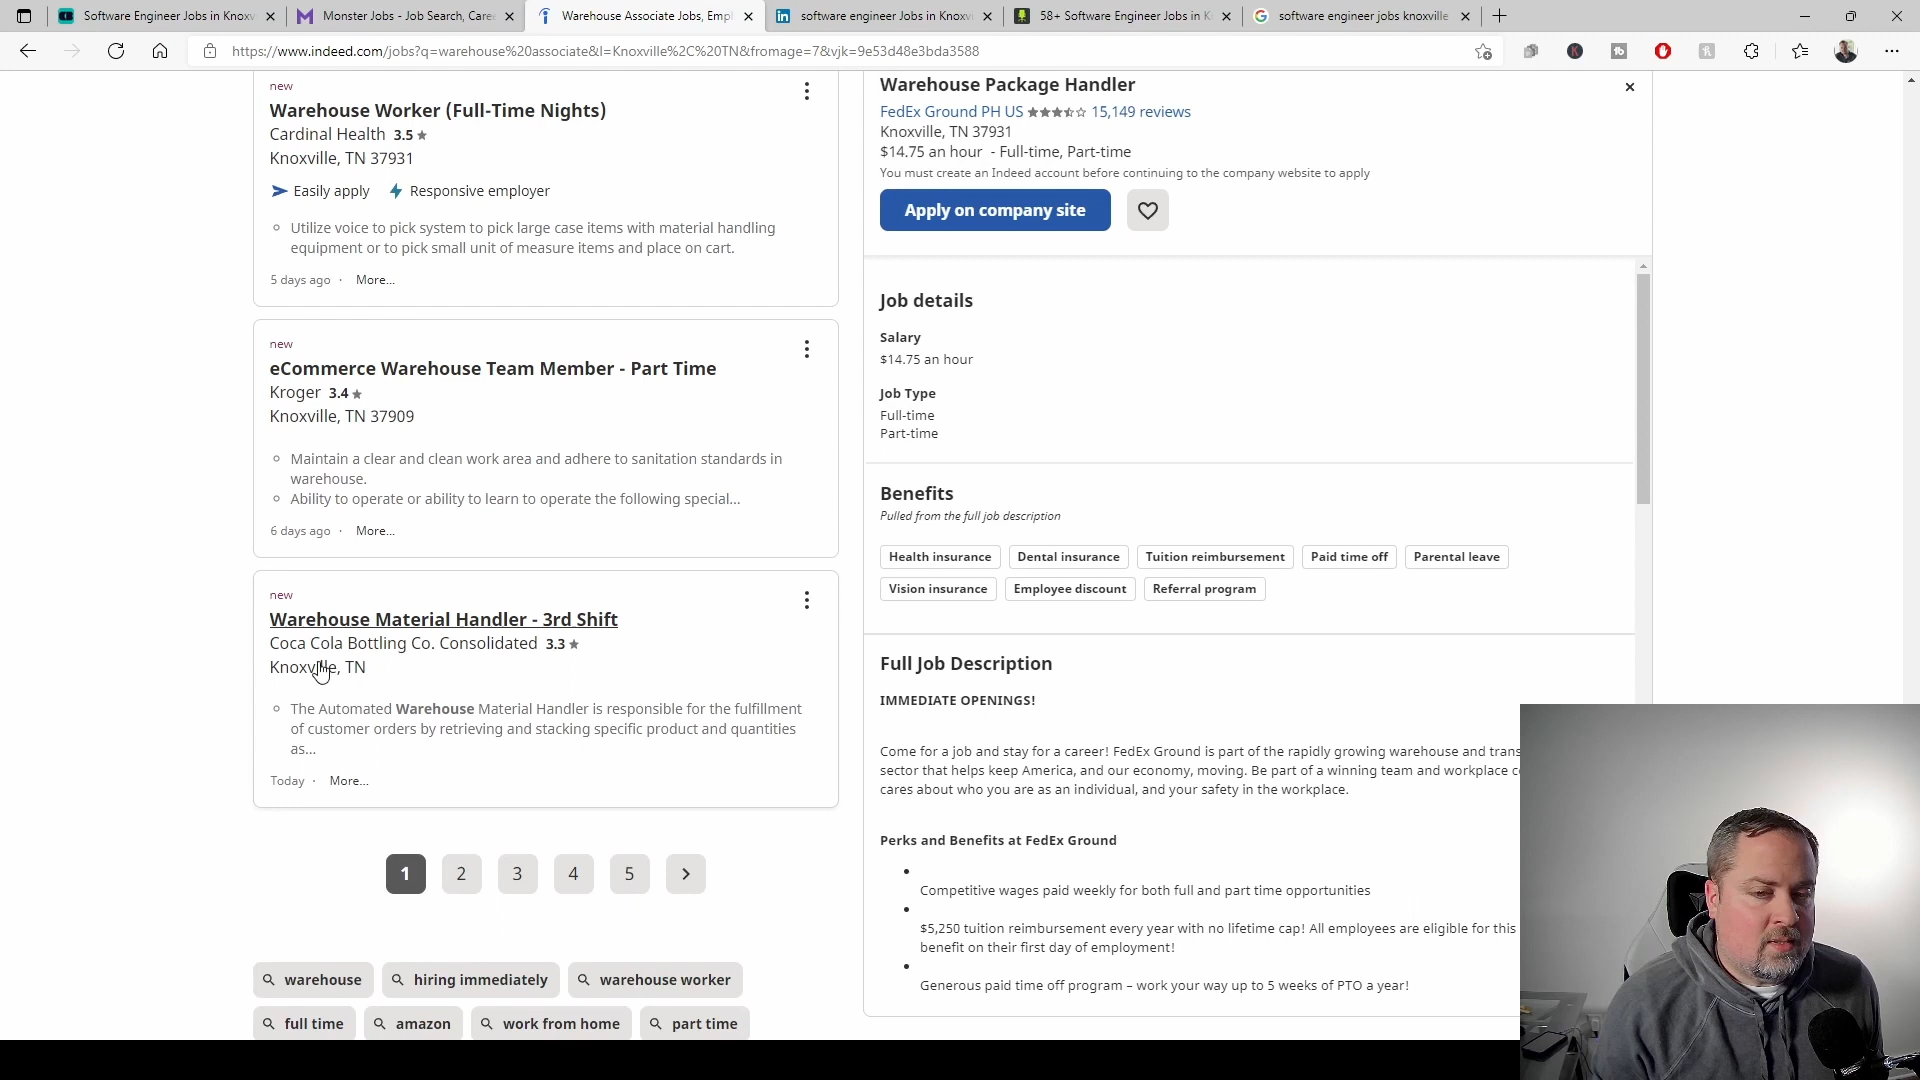 Software Engineer Jobs in Knoxv
Monster Jobs - Job Search, Caree
Warehouse Associate Jobs, Empl
software engineer Jobs in Knoxvi
58+ Software Engineer Jobs in K
software engineer jobs knoxville
https://www.indeed.com/jobs?q=warehouse%20associate&l=Knoxville%2C%20TN&fromage=7&vjk=9e53d48e3bda3588
new
Warehouse Worker (Full-Time Nights)
Cardinal Health 3.5 ★
Knoxville, TN 37931
Easily apply Responsive employer
Utilize voice to pick system to pick large case items with material handling
equipment or to pick small unit of measure items and place on cart.
5 days ago · More...
new
eCommerce Warehouse Team Member - Part Time
Kroger 3.4 ★
Knoxville, TN 37909
Maintain a clear and clean work area and adhere to sanitation standards in
warehouse.
Ability to operate or ability to learn to operate the following special...
6 days ago · More...
new
Warehouse Material Handler - 3rd Shift
Coca Cola Bottling Co. Consolidated 3.3 ★
Knoxville, TN
The Automated Warehouse Material Handler is responsible for the fulfillment
of customer orders by retrieving and stacking specific product and quantities
as...
Today · More...
1 2 3 4 5
warehouse hiring immediately warehouse worker
full time amazon work from home part time
Warehouse Package Handler
FedEx Ground PH US 15,149 reviews
Knoxville, TN 37931
$14.75 an hour - Full-time, Part-time
You must create an Indeed account before continuing to the company website to apply
Apply on company site
Job details
Salary
$14.75 an hour
Job Type
Full-time
Part-time
Benefits
Pulled from the full job description
Health insurance Dental insurance Tuition reimbursement Paid time off Parental leave
Vision insurance Employee discount Referral program
Full Job Description
IMMEDIATE OPENINGS!
Come for a job and stay for a career! FedEx Ground is part of the rapidly growing warehouse and trans
sector that helps keep America, and our economy, moving. Be part of a winning team and workplace c
cares about who you are as an individual, and your safety in the workplace.
Perks and Benefits at FedEx Ground
Competitive wages paid weekly for both full and part time opportunities
$5,250 tuition reimbursement every year with no lifetime cap! All employees are eligible for this
benefit on their first day of employment!
Generous paid time off program – work your way up to 5 weeks of PTO a year!